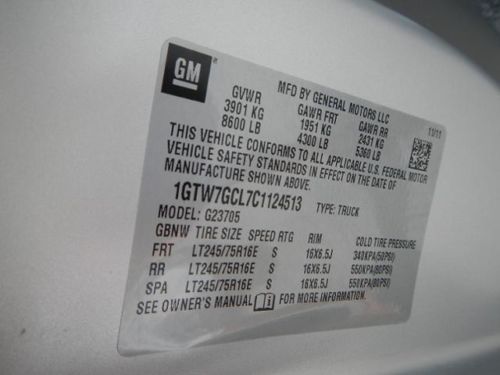 GM
MFD BY GENERAL MOTORS LLC
GVWR GAWR FRT GAWR RR 11/11
3901 KG 1951 KG 2431 KG
8600 LB 4300 LB 5360 LB
THIS VEHICLE CONFORMS TO ALL APPLICABLE U.S. FEDERAL MOTOR
VEHICLE SAFETY STANDARDS IN EFFECT ON THE DATE OF
MANUFACTURE SHOWN ABOVE.
1GTW7GCL7C1124513 TYPE: TRUCK
MODEL: G23705
GBNW TIRE SIZE SPEED RTG RIM COLD TIRE PRESSURE
FRT LT245/75R16E S 16X6.5J 340KPA(50PSI)
RR LT245/75R16E S 16X6.5J 550KPA(80PSI)
SPA LT245/75R16E S 16X6.5J 550KPA(80PSI)
SEE OWNER'S MANUAL FOR MORE INFORMATION.